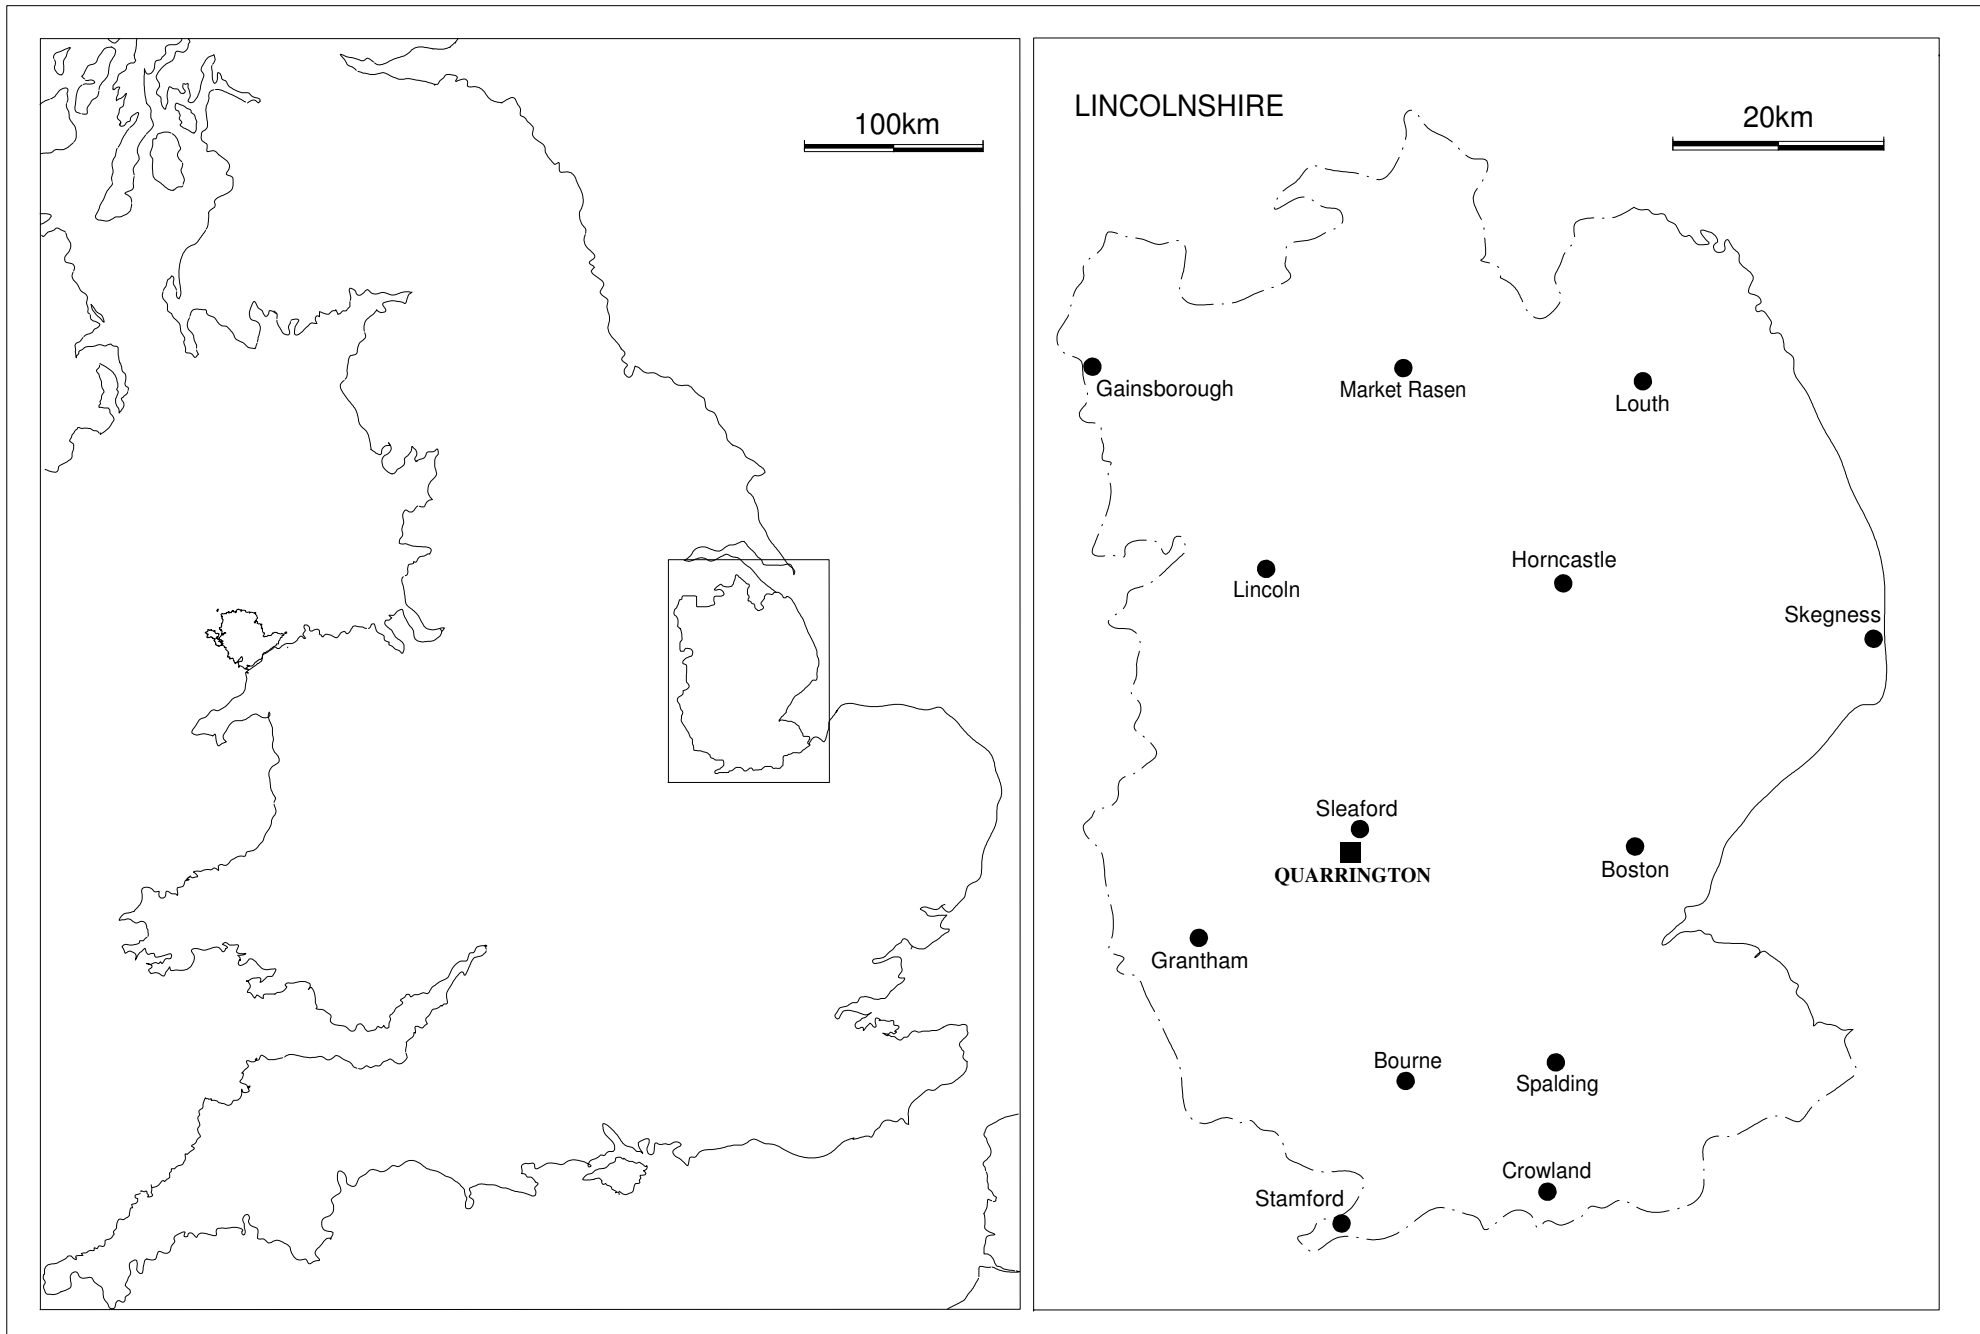 100km
LINCOLNSHIRE
20km
Gainsborough
Market Rasen
Louth
Horncastle
Lincoln
Skegness
Sleaford
QUARRINGTON
Boston
Grantham
Bourne
Spalding
Crowland
Stamford